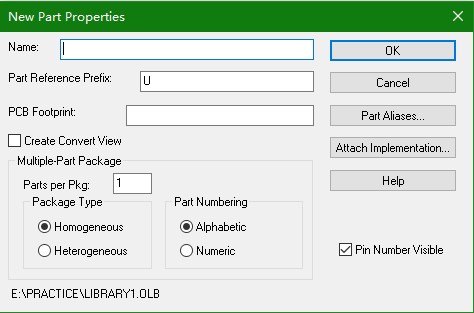 New Part Properties
Name:
OK
Part Reference Prefix:
U
Cancel
PCB Footprint:
Part Aliases...
Create Convert View
Attach Implementation...
Multiple-Part Package
Parts per Pkg:
1
Help
Package Type
Part Numbering
Homogeneous
Alphabetic
Heterogeneous
Numeric
Pin Number Visible
E:\PRACTICE\LIBRARY1.OLB